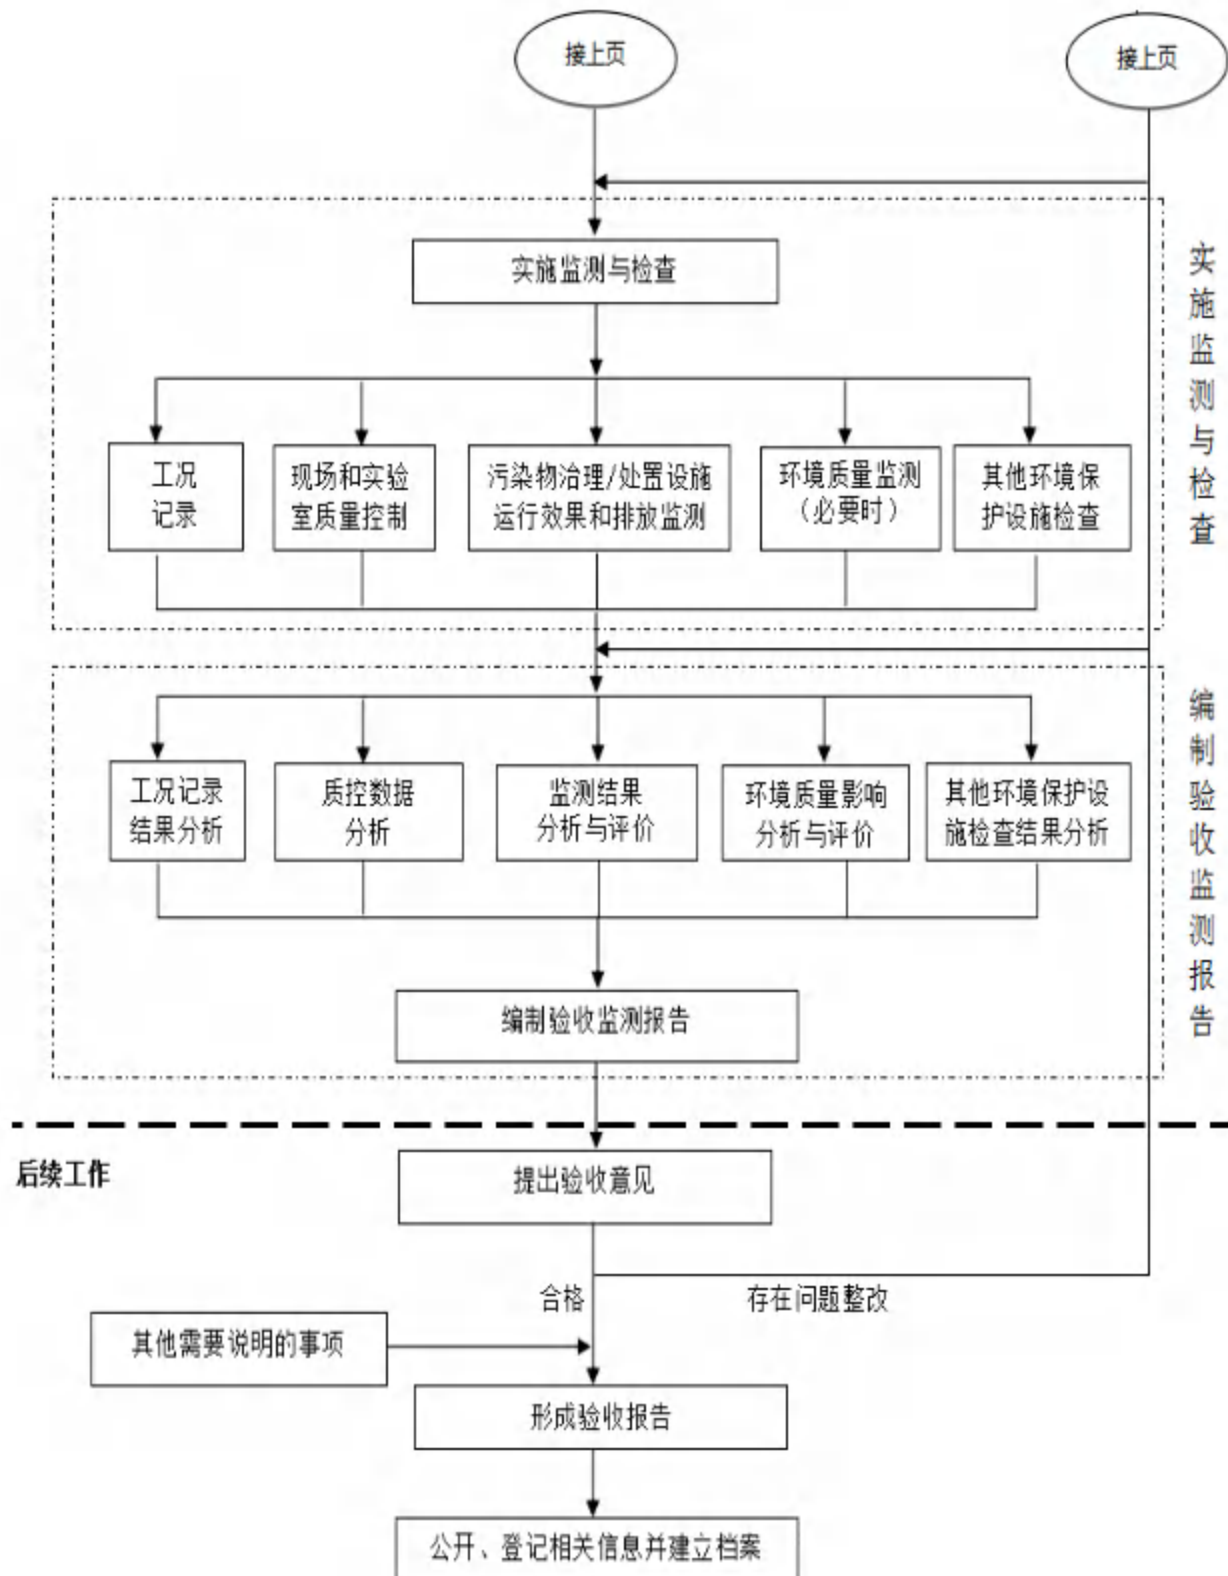 接上页
接上页
实施监测与检查
实施监测与检查
工况
记录
现场和实验
室质量控制
污染物治理/处置设施
运行效果和排放监测
环境质量监测
（必要时）
其他环境保
护设施检查
编制验收监测报告
工况记录
结果分析
质控数据
分析
监测结果
分析与评价
环境质量影响
分析与评价
其他环境保护设
施检查结果分析
编制验收监测报告
后续工作
提出验收意见
合格
存在问题整改
其他需要说明的事项
形成验收报告
公开、登记相关信息并建立档案